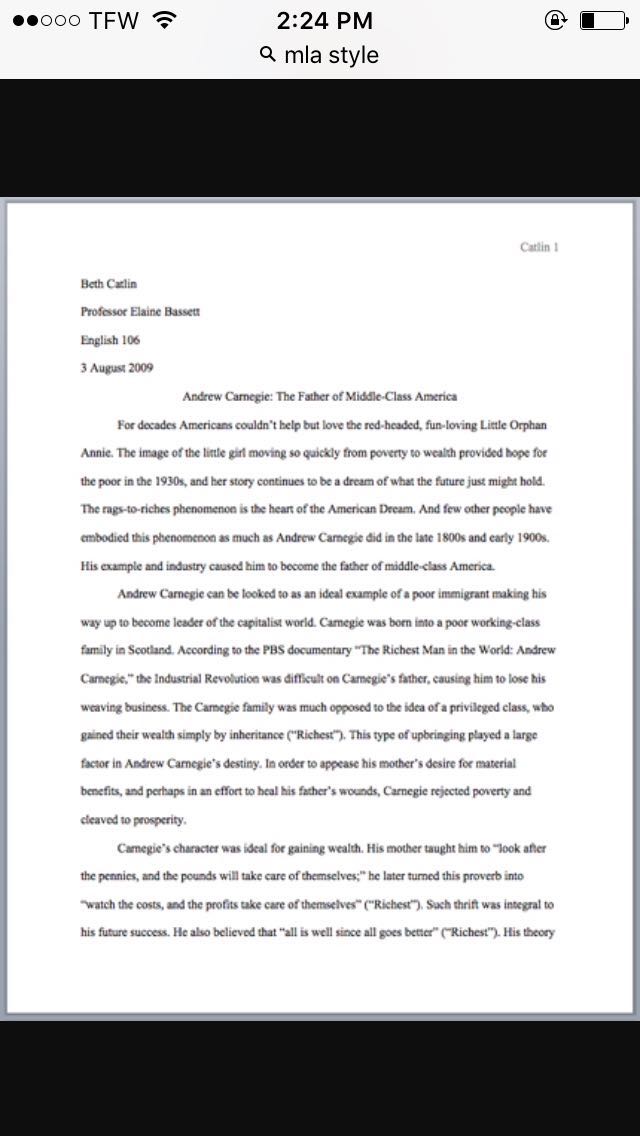 TFW 2:24 PM
mla style
Catlin 1
Beth Catlin
Professor Elaine Bassett
English 106
3 August 2009
Andrew Carnegie: The Father of Middle-Class America
For decades Americans couldn't help but love the red-headed, fun-loving Little Orphan
Annie. The image of the little girl moving so quickly from poverty to wealth provided hope for
the poor in the 1930s, and her story continues to be a dream of what the future just might hold.
The rags-to-riches phenomenon is the heart of the American Dream. And few other people have
embodied this phenomenon as much as Andrew Carnegie did in the late 1800s and early 1900s.
His example and industry caused him to become the father of middle-class America.
Andrew Carnegie can be looked to as an ideal example of a poor immigrant making his
way up to become leader of the capitalist world. Carnegie was born into a poor working-class
family in Scotland. According to the PBS documentary “The Richest Man in the World: Andrew
Carnegie,” the Industrial Revolution was difficult on Carnegie's father, causing him to lose his
weaving business. The Carnegie family was much opposed to the idea of a privileged class, who
gained their wealth simply by inheritance (“Richest”). This type of upbringing played a large
factor in Andrew Carnegie's destiny. In order to appease his mother's desire for material
benefits, and perhaps in an effort to heal his father's wounds, Carnegie rejected poverty and
cleaved to prosperity.
Carnegie's character was ideal for gaining wealth. His mother taught him to “look after
the pennies, and the pounds will take care of themselves;” he later turned this proverb into
“watch the costs, and the profits take care of themselves” (“Richest”). Such thrift was integral to
his future success. He also believed that “all is well since all goes better” (“Richest”). His theory